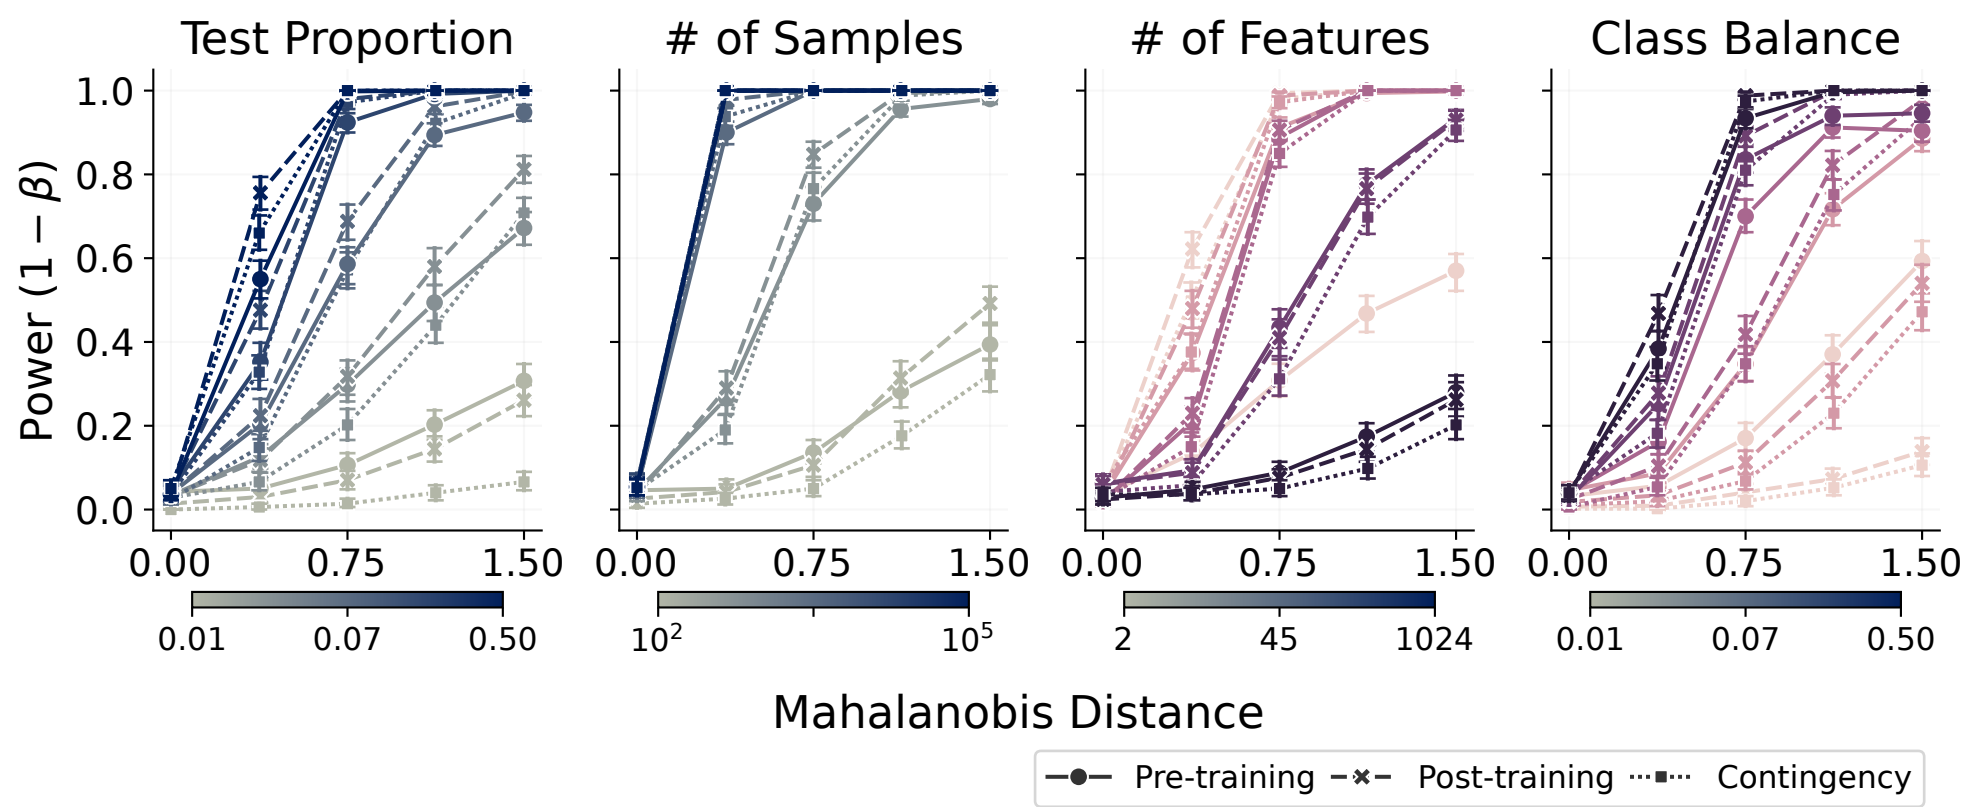 Test Proportion
# of Samples
# of Features
Class Balance
Power (1 − β)
1.0
0.8
0.6
0.4
0.2
0.0
0.00 0.75 1.50
0.00 0.75 1.50
0.00 0.75 1.50
0.00 0.75 1.50
0.01 0.07 0.50
10² 10⁵
2 45 1024
0.01 0.07 0.50
Mahalanobis Distance
Pre-training Post-training Contingency